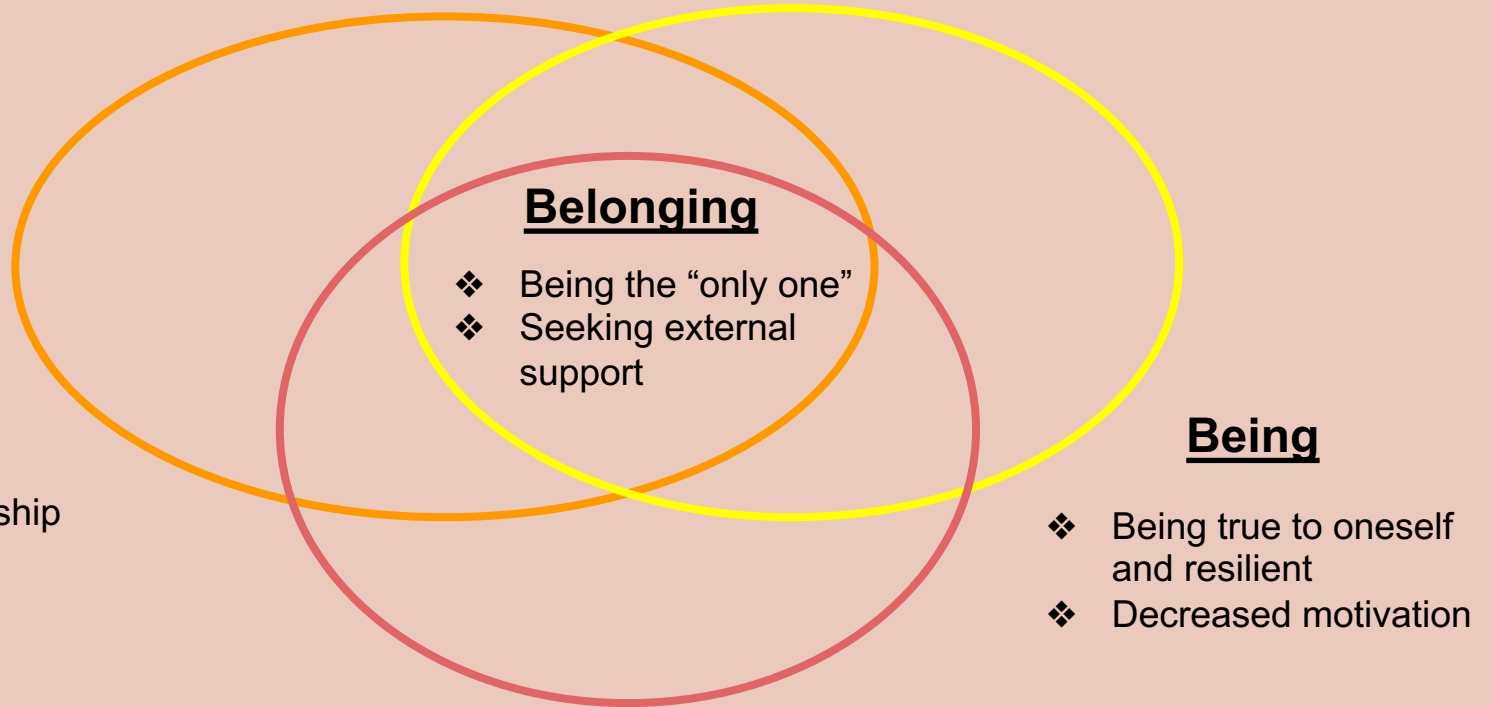 Belonging
❖ Being the “only one”
❖ Seeking external
support
ship
Being
❖ Being true to oneself
and resilient
❖ Decreased motivation